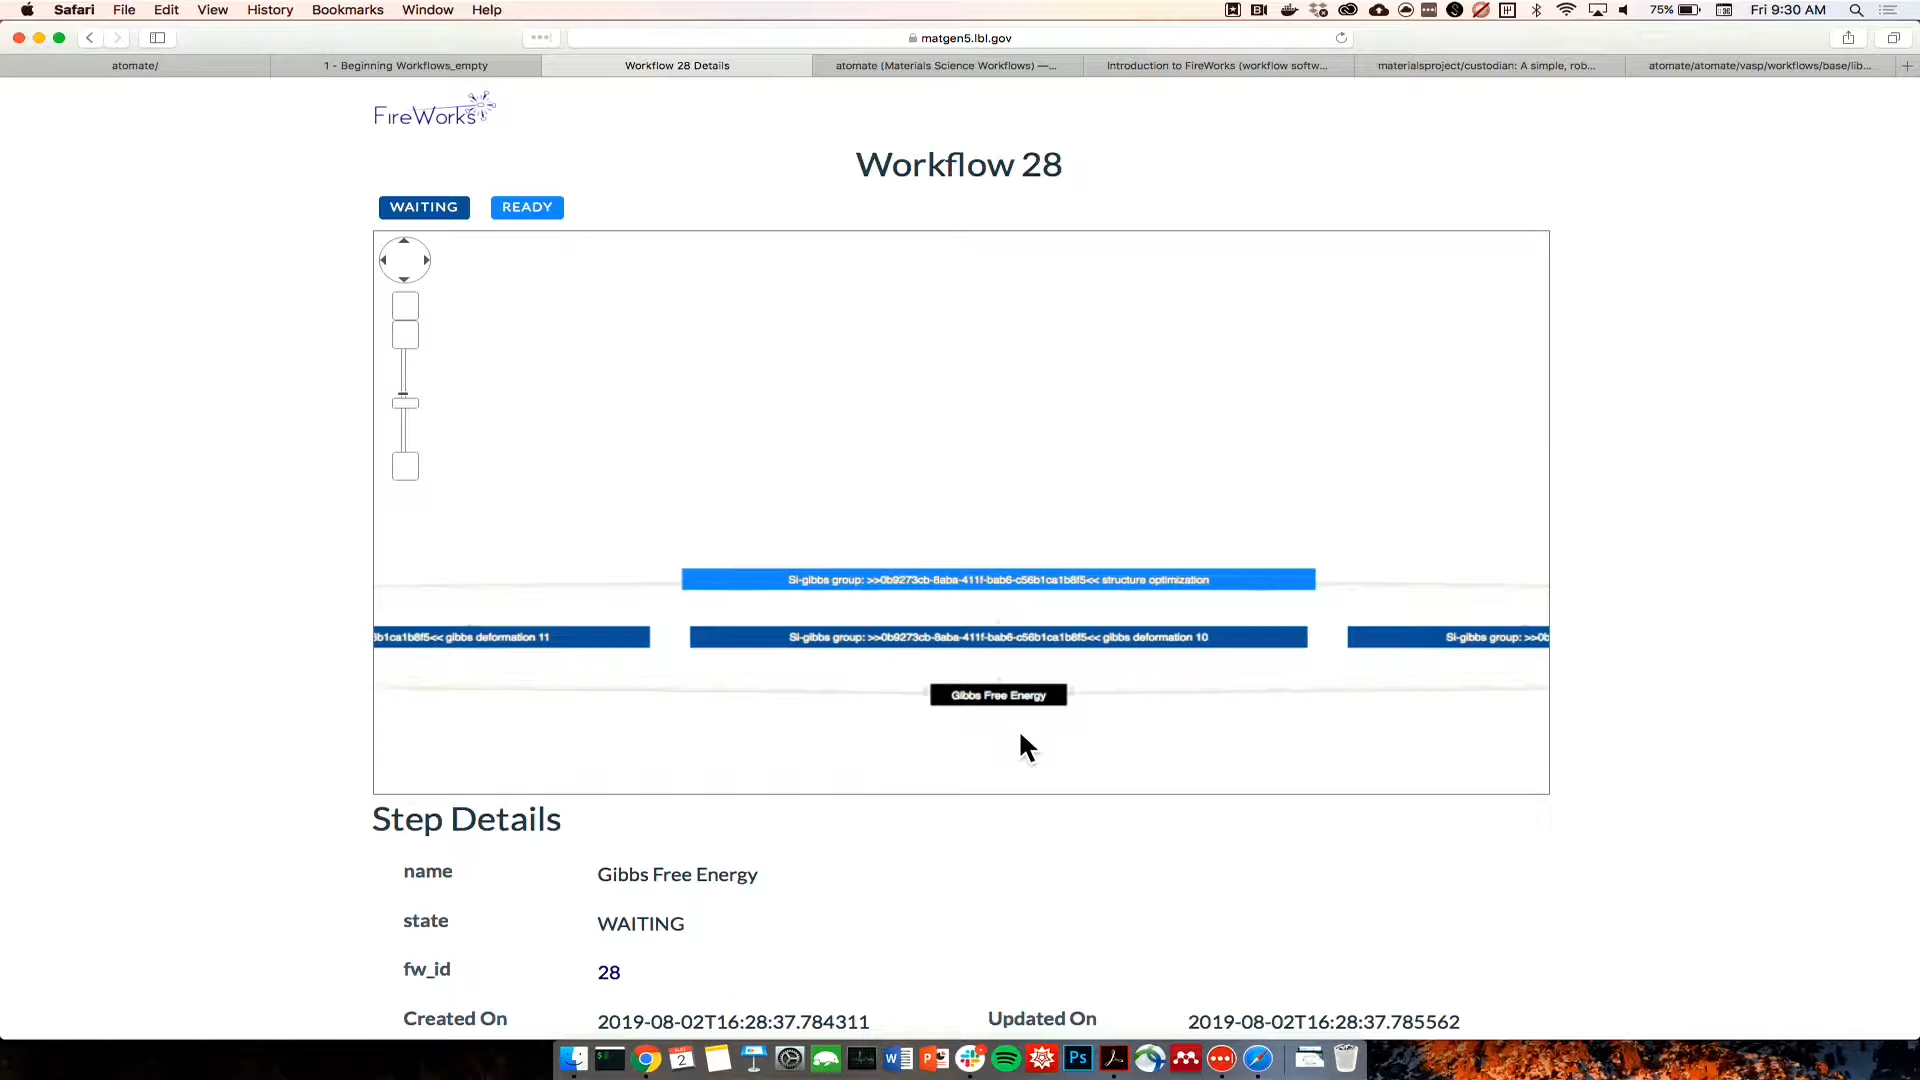 Safari File Edit View History Bookmarks Window Help 75% Fri 9:30 AM
matgen5.lbl.gov
atomate/ 1 - Beginning Workflows_empty Workflow 28 Details atomate (Materials Science Workflows) —... Introduction to FireWorks (workflow softw... materialsproject/custodian: A simple, rob... atomate/atomate/vasp/workflows/base/lib...
FireWorks
Workflow 28
WAITING READY
Si-gibbs group: >>0b9273cb-8aba-411f-bab6-c56b1ca1b8f5<< structure optimization
6b1ca1b8f5<< gibbs deformation 11 Si-gibbs group: >>0b9273cb-8aba-411f-bab6-c56b1ca1b8f5<< gibbs deformation 10 Si-gibbs group: >>0b
Gibbs Free Energy
Step Details
name Gibbs Free Energy
state WAITING
fw_id 28
Created On 2019-08-02T16:28:37.784311 Updated On 2019-08-02T16:28:37.785562